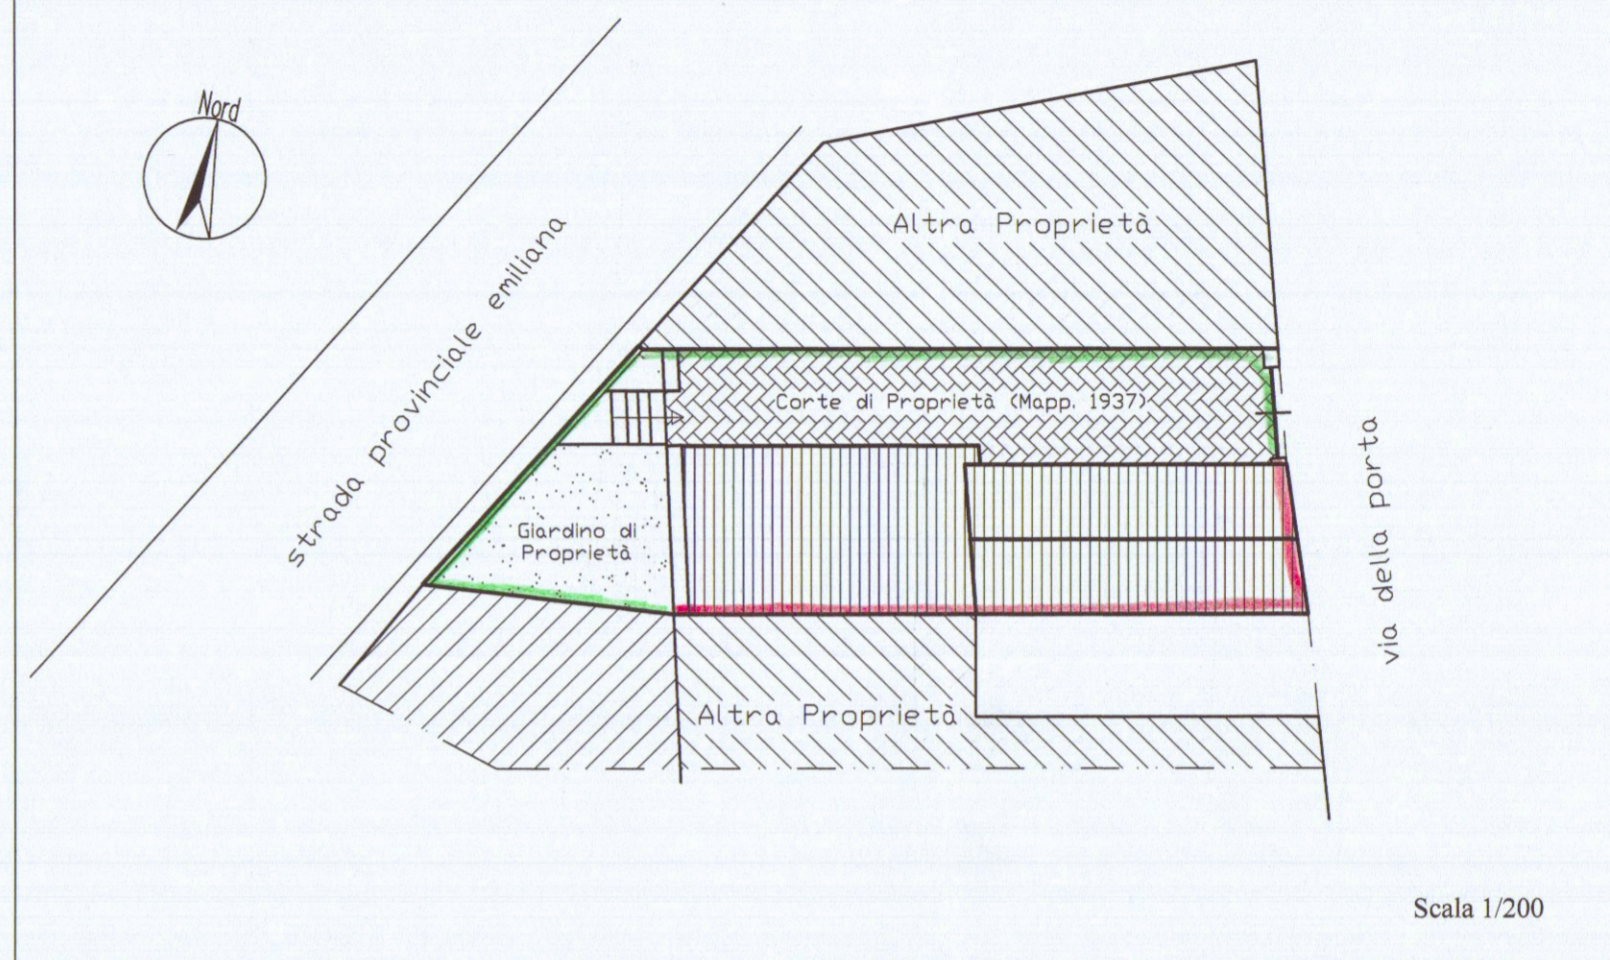 Nord
Altra Proprietà
strada provinciale emiliana
Corte di Proprietà (Mapp. 1937)
Giardino di
Proprietà
via della porta
Altra Proprietà
Scala 1/200